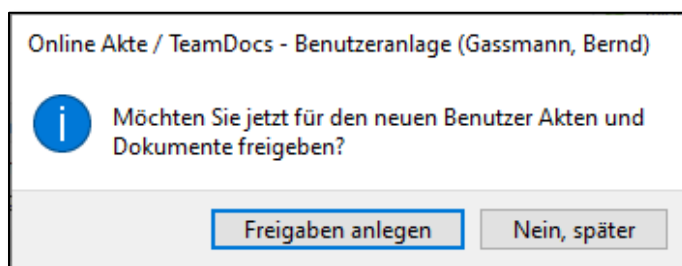 Online Akte / TeamDocs - Benutzeranlage (Gassmann, Bernd)
Möchten Sie jetzt für den neuen Benutzer Akten und
Dokumente freigeben?
Freigaben anlegen
Nein, später